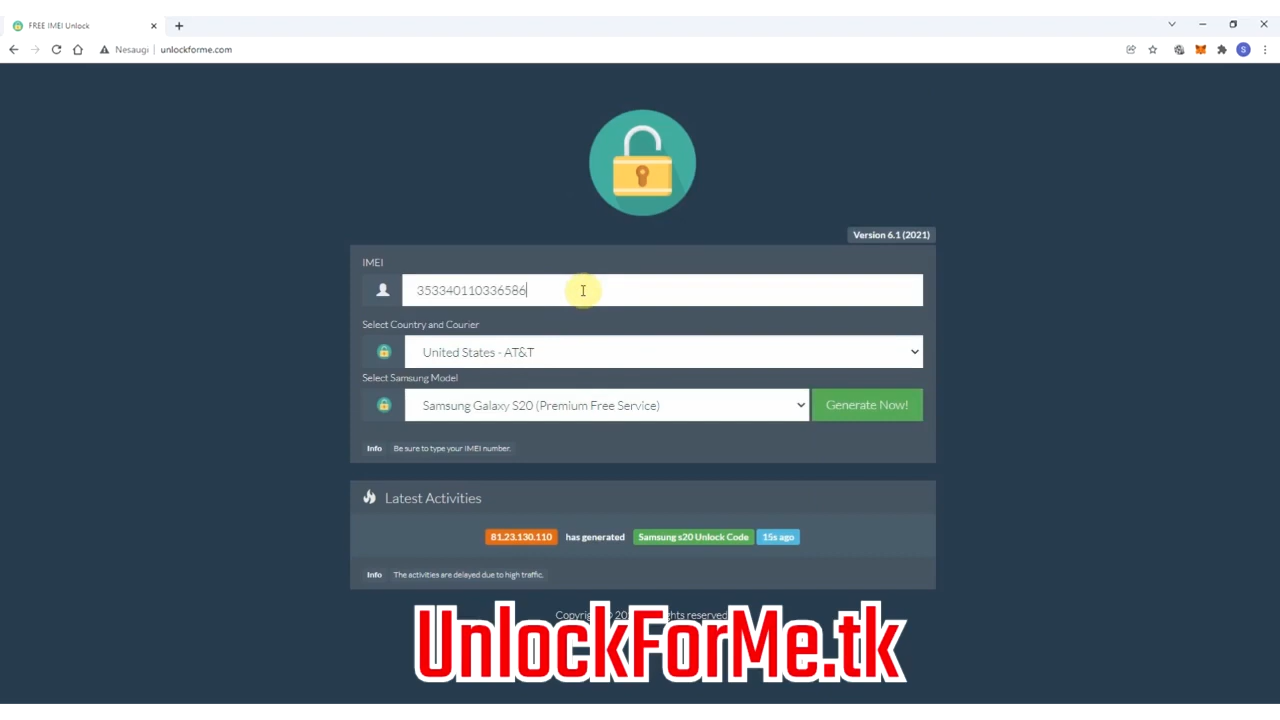 FREE IMEI Unlock
Nesaugi
unlockforme.com
S
Version 6.1 (2021)
IMEI
353340110336586
Select Country and Courier
United States - AT&T
Select Samsung Model
Samsung Galaxy S20 (Premium Free Service)
Generate Now!
Info Be sure to type your IMEI number.
Latest Activities
81.23.130.110 has generated Samsung s20 Unlock Code 15s ago
Info The activities are delayed due to high traffic.
reserved
UnlockForMe.tk